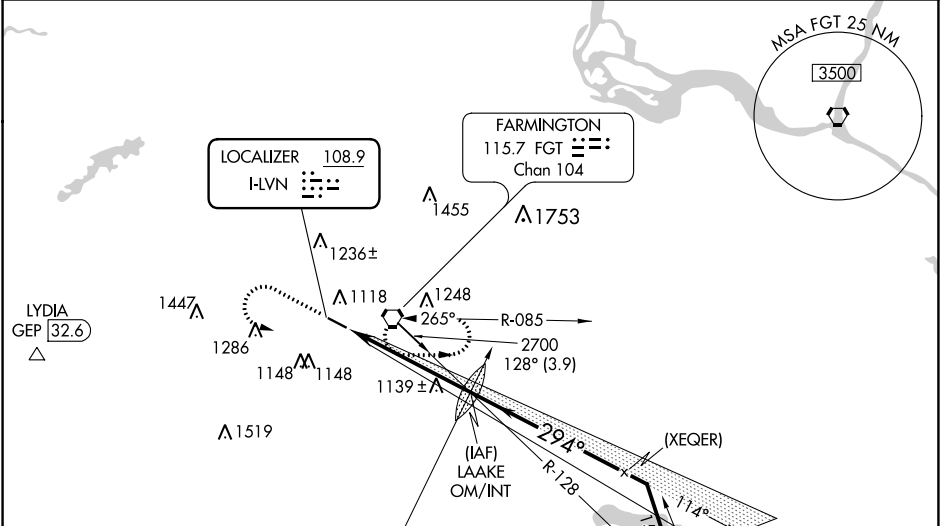 MSA FGT 25 NM
3500
FARMINGTON
115.7 FGT
Chan 104
LOCALIZER 108.9
I-LVN
1455
1753
1236±
1118
1248
1447
LYDIA
GEP 32.6
265°
R-085
1286
2700
128° (3.9)
1148
1148
1139±
1519
294°
(XEQER)
(IAF)
LAAKE
OM/INT
R-128
114°